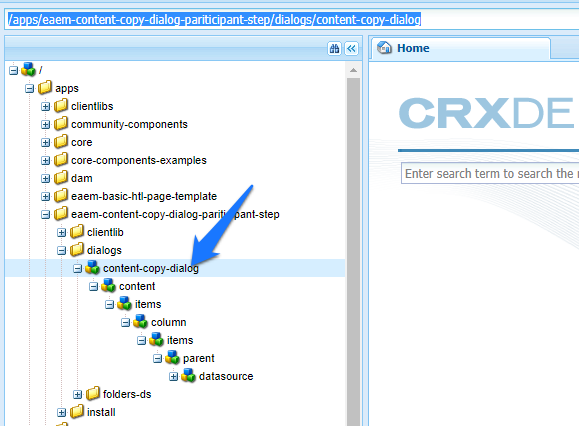 /apps/eaem-content-copy-dialog-pariticipant-step/dialogs/content-copy-dialog
Home
/
apps
clientlibs
community-components
core
core-components-examples
dam
eaem-basic-htl-page-template
eaem-content-copy-dialog-pariticipant-step
clientlib
dialogs
content-copy-dialog
content
items
column
items
parent
datasource
folders-ds
install
CRXDE
Enter search term to search the